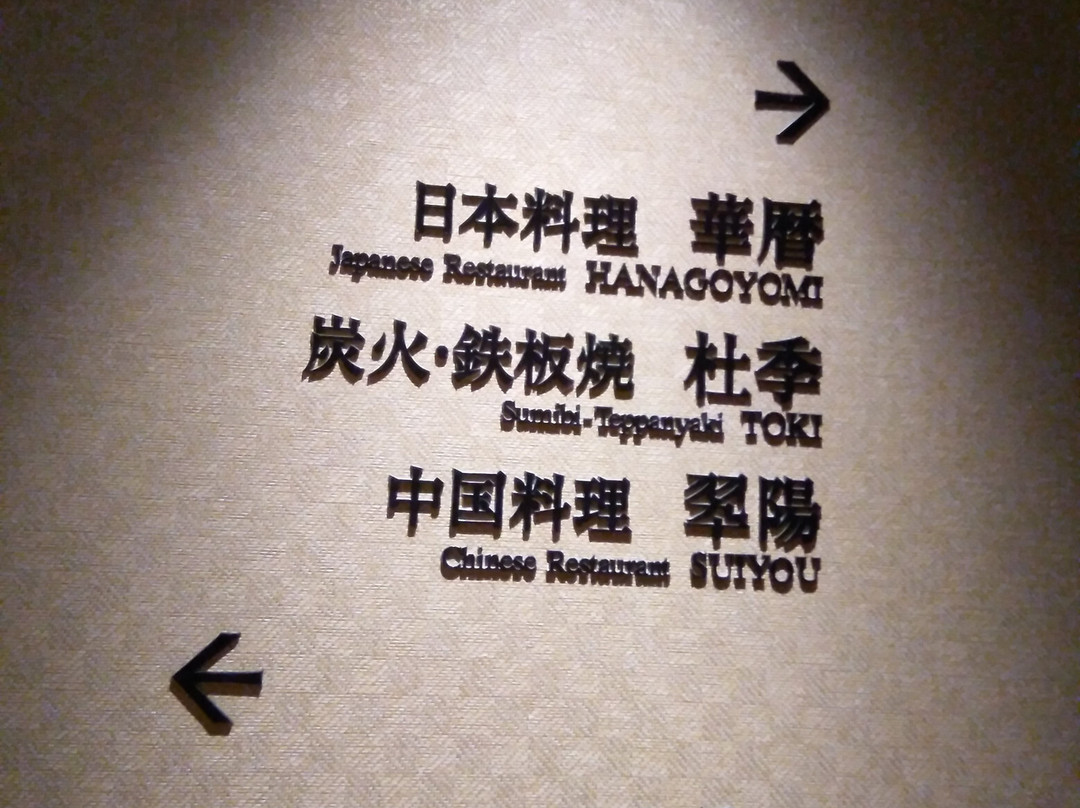 →
日本料理 華暦
Japanese Restaurant HANAGOYOMI
炭火・鉄板焼 杜季
Sumibi-Teppanyaki TOKI
中国料理 翆陽
Chinese Restaurant SUIYOU
←